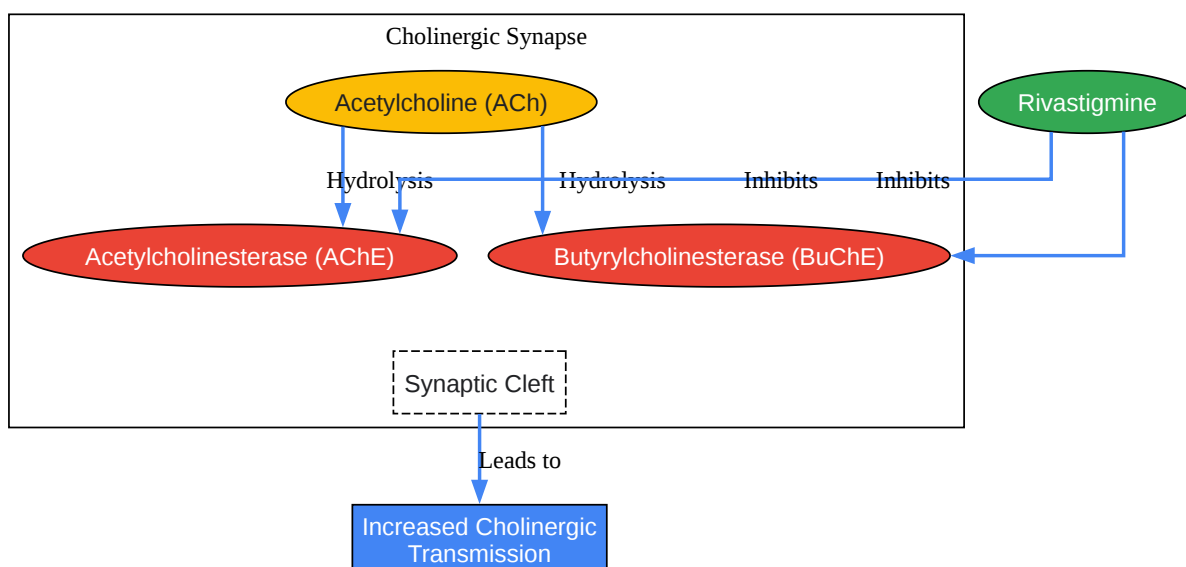 Cholinergic Synapse
Acetylcholine (ACh)
Rivastigmine
Hydrolysis
Hydrolysis
Inhibits
Inhibits
Acetylcholinesterase (AChE)
Butyrylcholinesterase (BuChE)
Synaptic Cleft
Leads to
Increased Cholinergic
Transmission